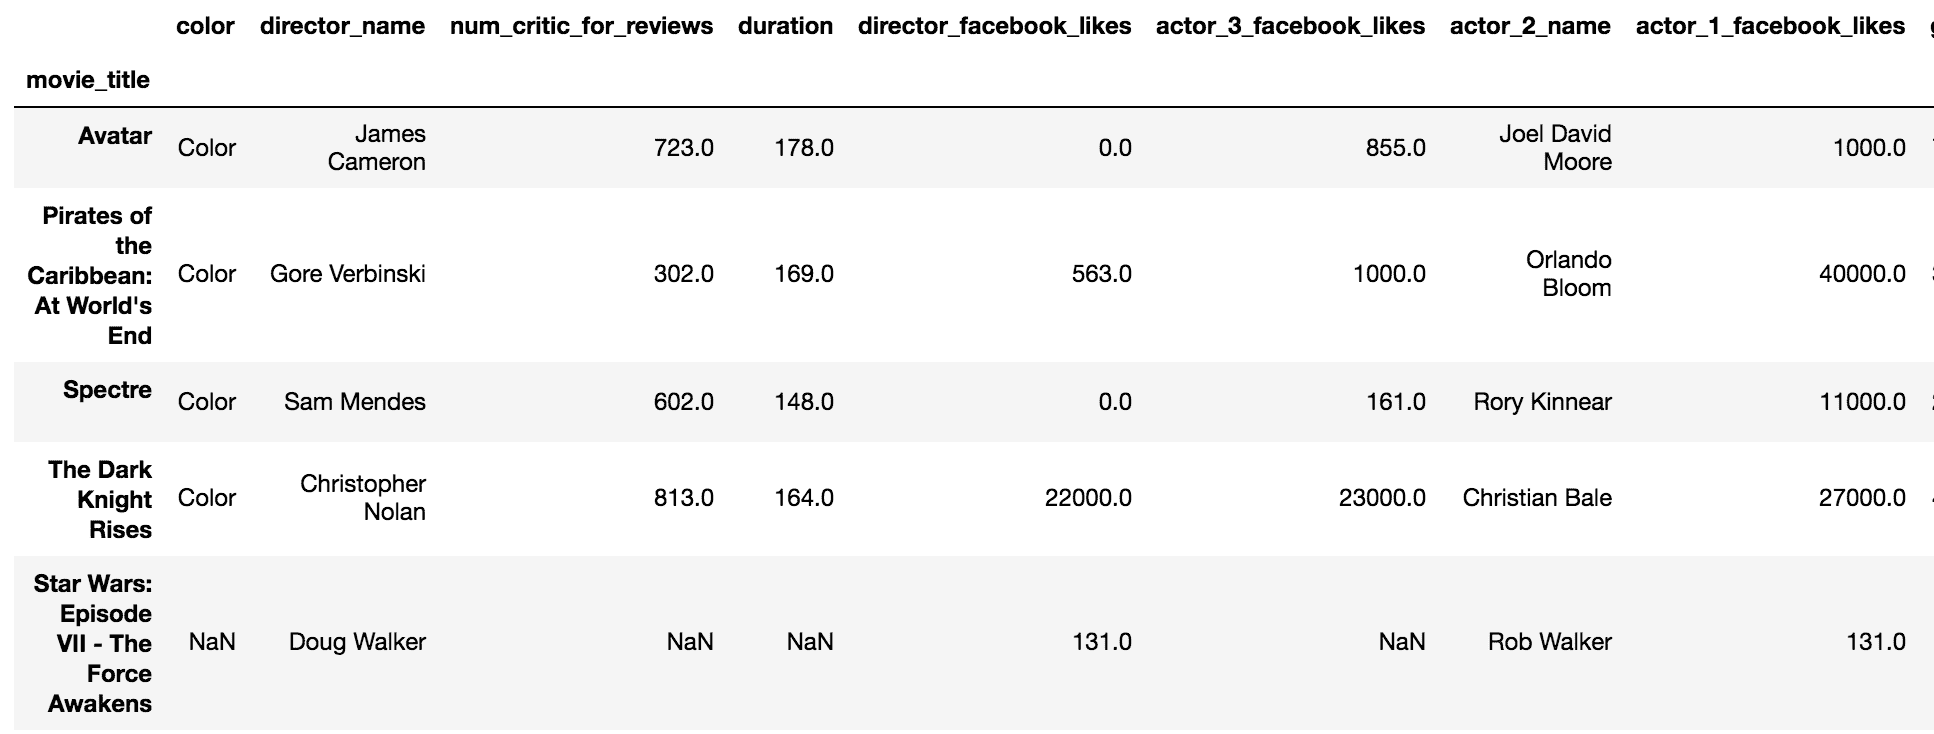 color director_name num_critic_for_reviews duration director_facebook_likes actor_3_facebook_likes actor_2_name actor_1_facebook_likes
movie_title
Avatar Color James Cameron 723.0 178.0 0.0 855.0 Joel David Moore 1000.0
Pirates of the Caribbean: At World's End Color Gore Verbinski 302.0 169.0 563.0 1000.0 Orlando Bloom 40000.0
Spectre Color Sam Mendes 602.0 148.0 0.0 161.0 Rory Kinnear 11000.0
The Dark Knight Rises Color Christopher Nolan 813.0 164.0 22000.0 23000.0 Christian Bale 27000.0
Star Wars: Episode VII - The Force Awakens NaN Doug Walker NaN NaN 131.0 NaN Rob Walker 131.0